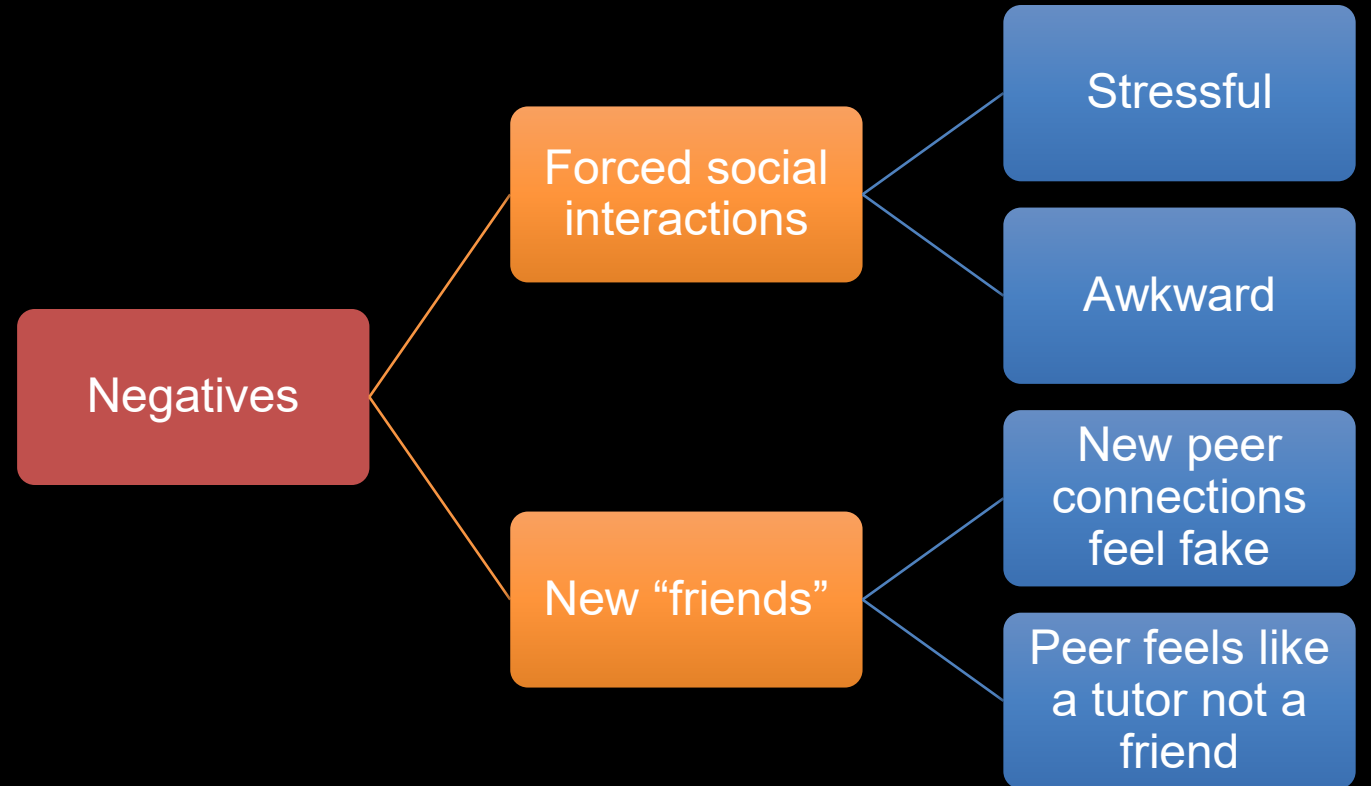 Negatives
Forced social
interactions
Stressful
Awkward
New “friends”
New peer
connections
feel fake
Peer feels like
a tutor not a
friend